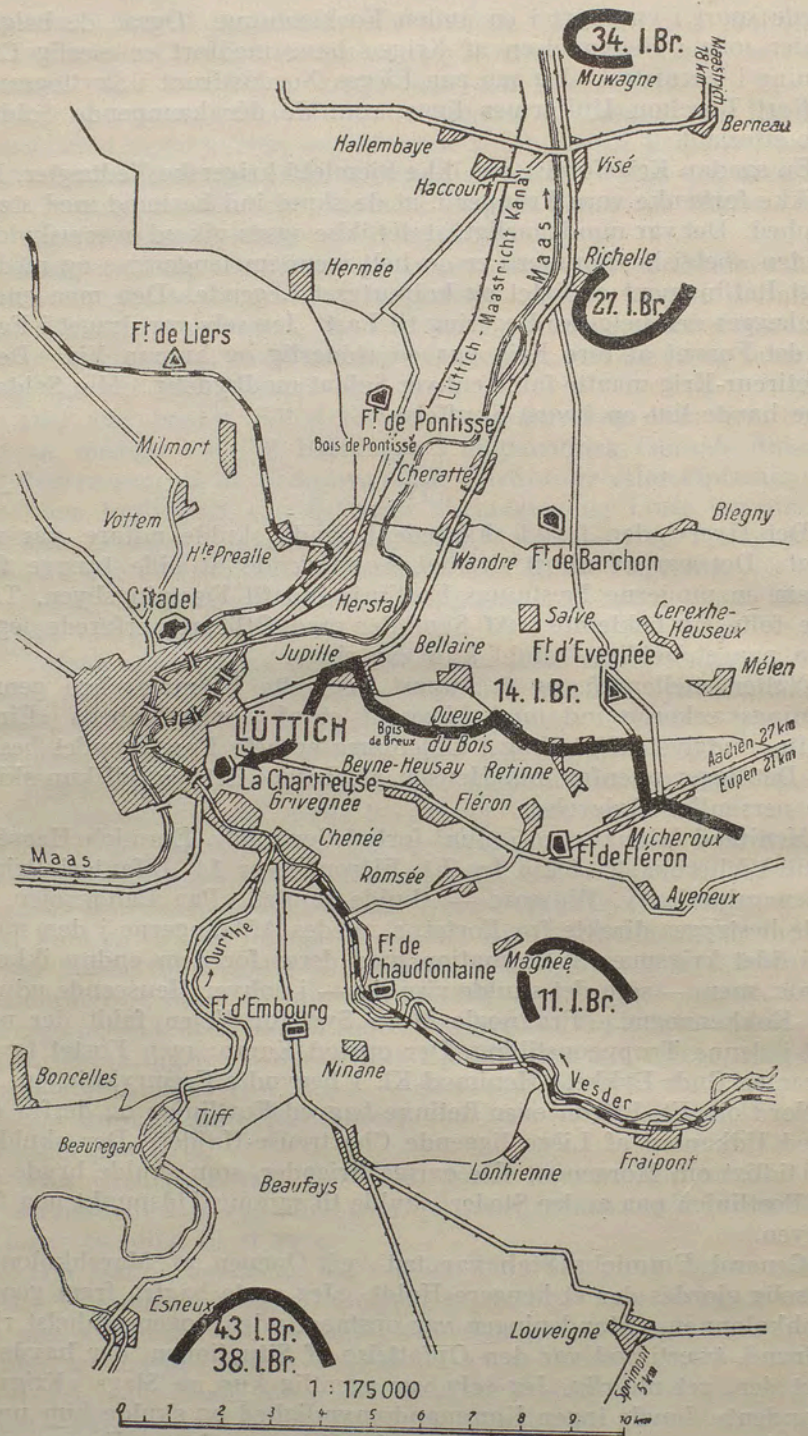 34. I.Br.
Muwagne
Maastrich
18 km
Berneau
Hallembaye
Visé
Haccourt
Lüttich-Maastricht Kanal
Maas
Richelle
27. I.Br.
Hermée
Ft. de Liers
Ft. de Pontisse
Bois de Pontisse
Milmort
Cheratte
Vottem
Blegny
Hte Prealle
Wandre
Ft. de Barchon
Citadel
Herstal
Salve
Cerexhe-
Heuseux
Jupille
Bellaire
Ft. d'Evegnée
Mélen
14. I.Br.
LÜTTICH
Bois
de Breux
Queue
du Bois
Aachen 27 km
Eupen 21 km
La Chartreuse
Beyne-Heusay
Retinne
Grivegnée
Fléron
Chenée
Micheroux
Maas
Ft. de Fléron
Romsée
Ayeneux
Ourthe
Ft. de
Chaudfontaine
Magnée
11. I.Br.
Ft. d'Embourg
Ninane
Boncelles
Vesder
Tilff
Beauregard
Lonhienne
Fraipont
Beaufays
Esneux
43 I.Br.
38. I.Br.
Louveigne
Sprimont
5 km
1 : 175 000
0 1 2 3 4 5 6 7 8 9 10 km